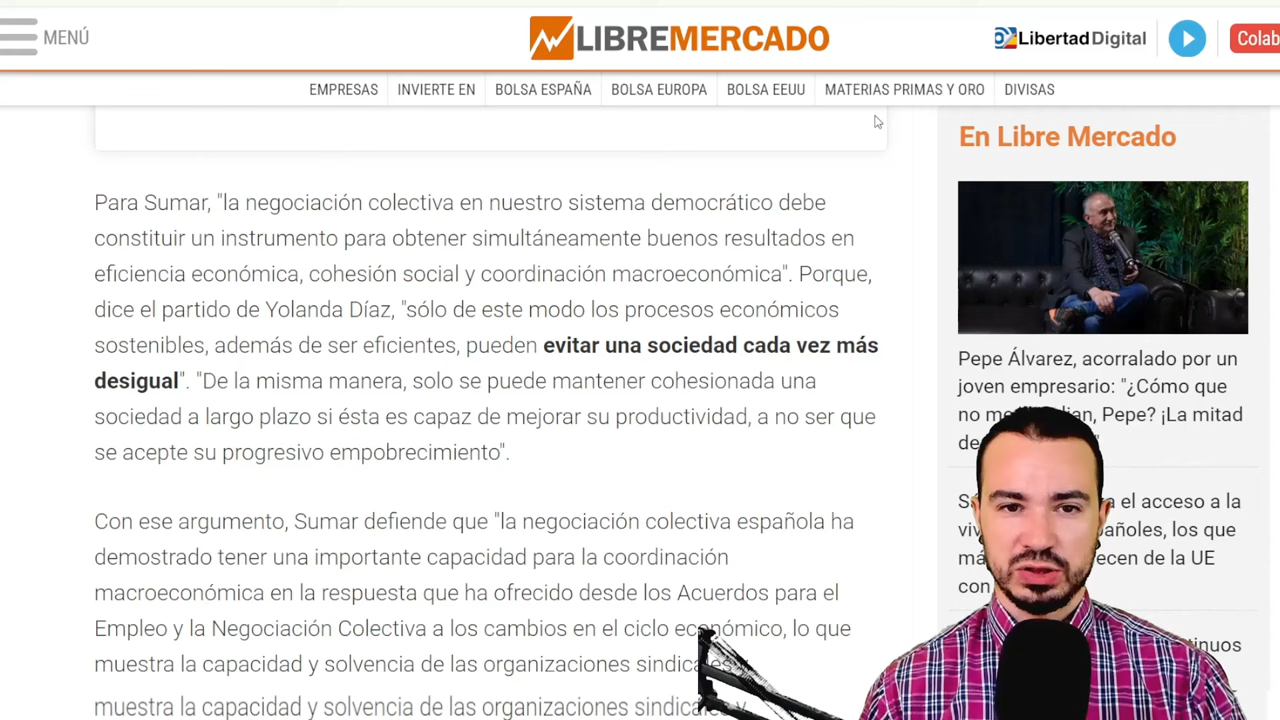 MENÚ
LIBREMERCADO
LibertadDigital
Colab
EMPRESAS
INVIERTE EN
BOLSA ESPAÑA
BOLSA EUROPA
BOLSA EEUU
MATERIAS PRIMAS Y ORO
DIVISAS
Para Sumar, "la negociación colectiva en nuestro sistema democrático debe
constituir un instrumento para obtener simultáneamente buenos resultados en
eficiencia económica, cohesión social y coordinación macroeconómica". Porque,
dice el partido de Yolanda Díaz, "sólo de este modo los procesos económicos
sostenibles, además de ser eficientes, pueden evitar una sociedad cada vez más
desigual". "De la misma manera, solo se puede mantener cohesionada una
sociedad a largo plazo si ésta es capaz de mejorar su productividad, a no ser que
se acepte su progresivo empobrecimiento".
Con ese argumento, Sumar defiende que "la negociación colectiva española ha
demostrado tener una importante capacidad para la coordinación
macroeconómica en la respuesta que ha ofrecido desde los Acuerdos para el
Empleo y la Negociación Colectiva a los cambios en el ciclo económico, lo que
muestra la capacidad y solvencia de las organizaciones sindicales y
muestra la capacidad y solvencia de las organizaciones sindicales y
En Libre Mercado
Pepe Álvarez, acorralado por un
joven empresario: "¿Cómo que
no me Pepe? ¡La mitad
de
a el acceso a la
los que
de la UE
con